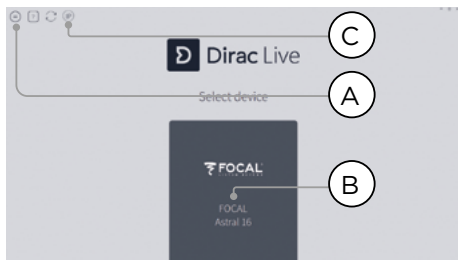 C
Dirac Live
A
Select device
FOCAL
B
FOCAL
Astral 16